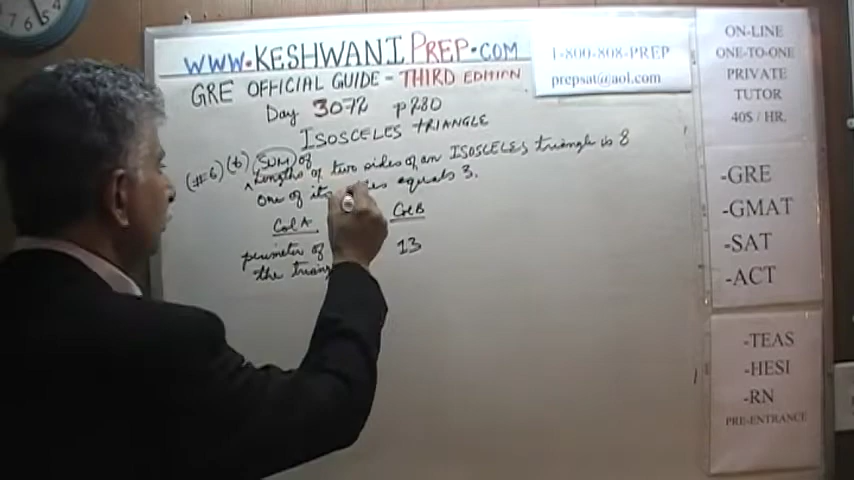 WWW.KESHWANIPREP.COM
GRE OFFICIAL GUIDE - THIRD EDITION
Day 3072 p280
ISOSCELES TRIANGLE
(#6) (b) SUM of
Lengths of two sides of an ISOSCELES triangle is 8
one of its equals 3.
Col A Col B
perimeter of 13
the
1-800-808-PREP
prepsat@aol.com
ON-LINE
ONE-TO-ONE
PRIVATE
TUTOR
40$ / HR,
-GRE
-GMAT
-SAT
-ACT
-TEAS
-HESI
-RN
PRE-ENTRANCE
7
6
5